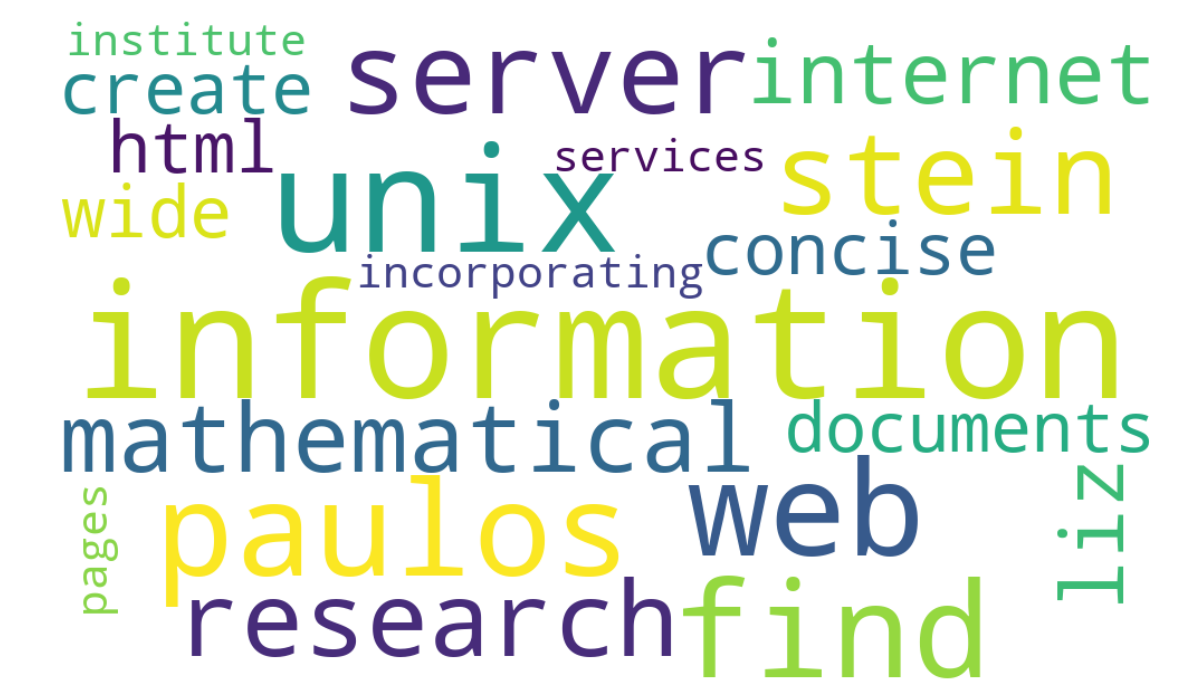 institute
create
server
internet
html
services
unix
stein
wide
concise
incorporating
information
mathematical
documents
pages
paulos
web
liz
research
find